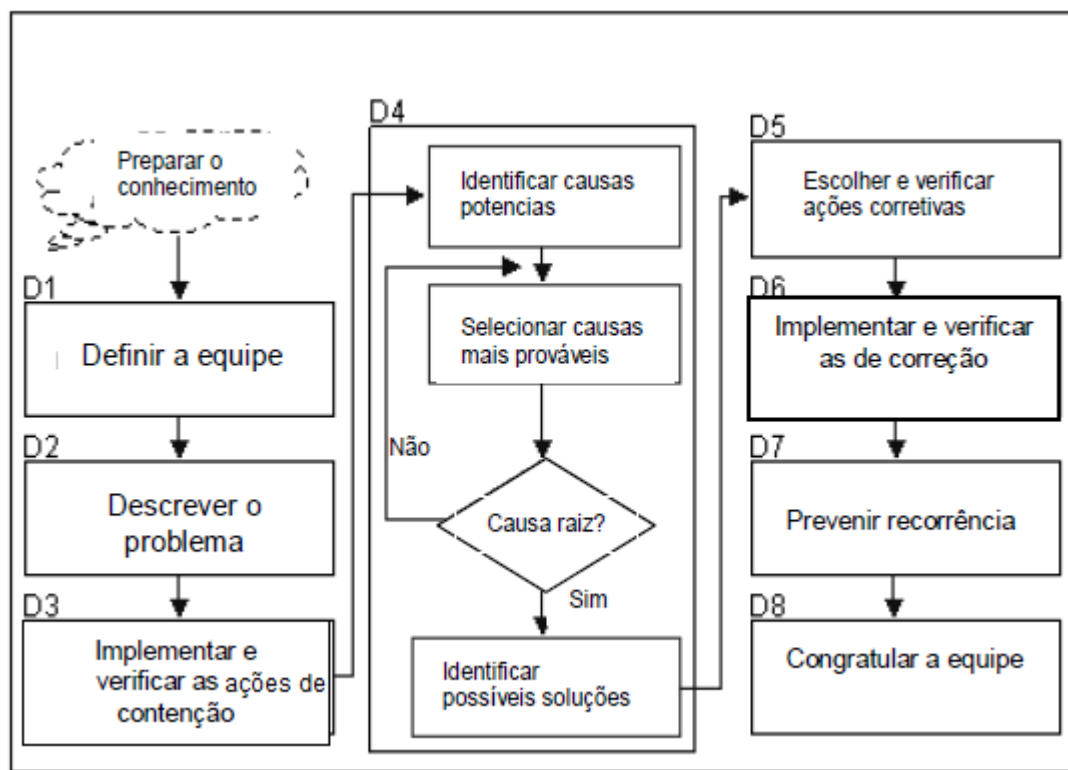 Preparar o
conhecimento
D1
Definir a equipe
D2
Descrever o
problema
D3
Implementar e
verificar as ações de
contenção
D4
Identificar causas
potencias
Selecionar causas
mais prováveis
Não
Causa raiz?
Sim
Identificar
possíveis soluções
D5
Escolher e verificar
ações corretivas
D6
Implementar e verificar
as de correção
D7
Prevenir recorrência
D8
Congratular a equipe